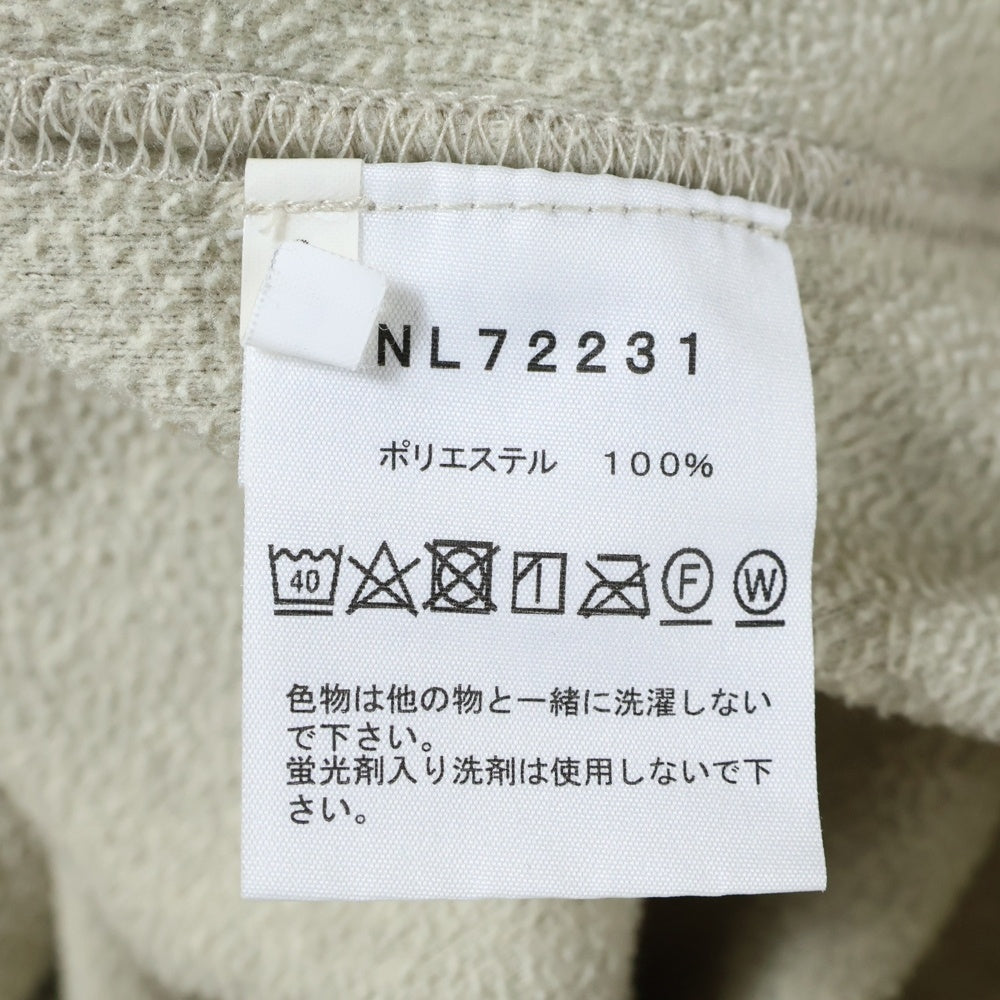 NL72231
ポリエステル　100%
40
F W
色物は他の物と一緒に洗濯しない
で下さい。
蛍光剤入り洗剤は使用しないで下
さい。